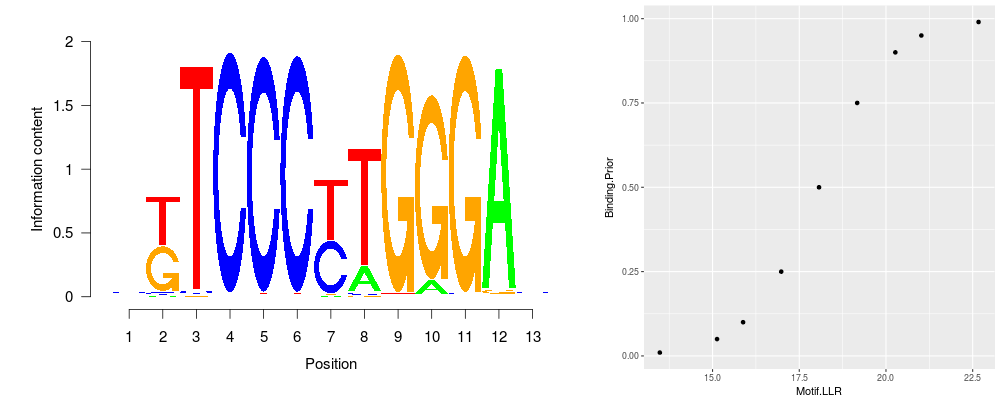 2
1.5
1
0.5
0
Information content
T
G
T
C
C
C
T
C
T
A
G
G
A
G
A
1 2 3 4 5 6 7 8 9 10 11 12 13
Position
1.00
0.75
0.50
0.25
0.00
Binding.Prior
15.0 17.5 20.0 22.5
Motif.LLR